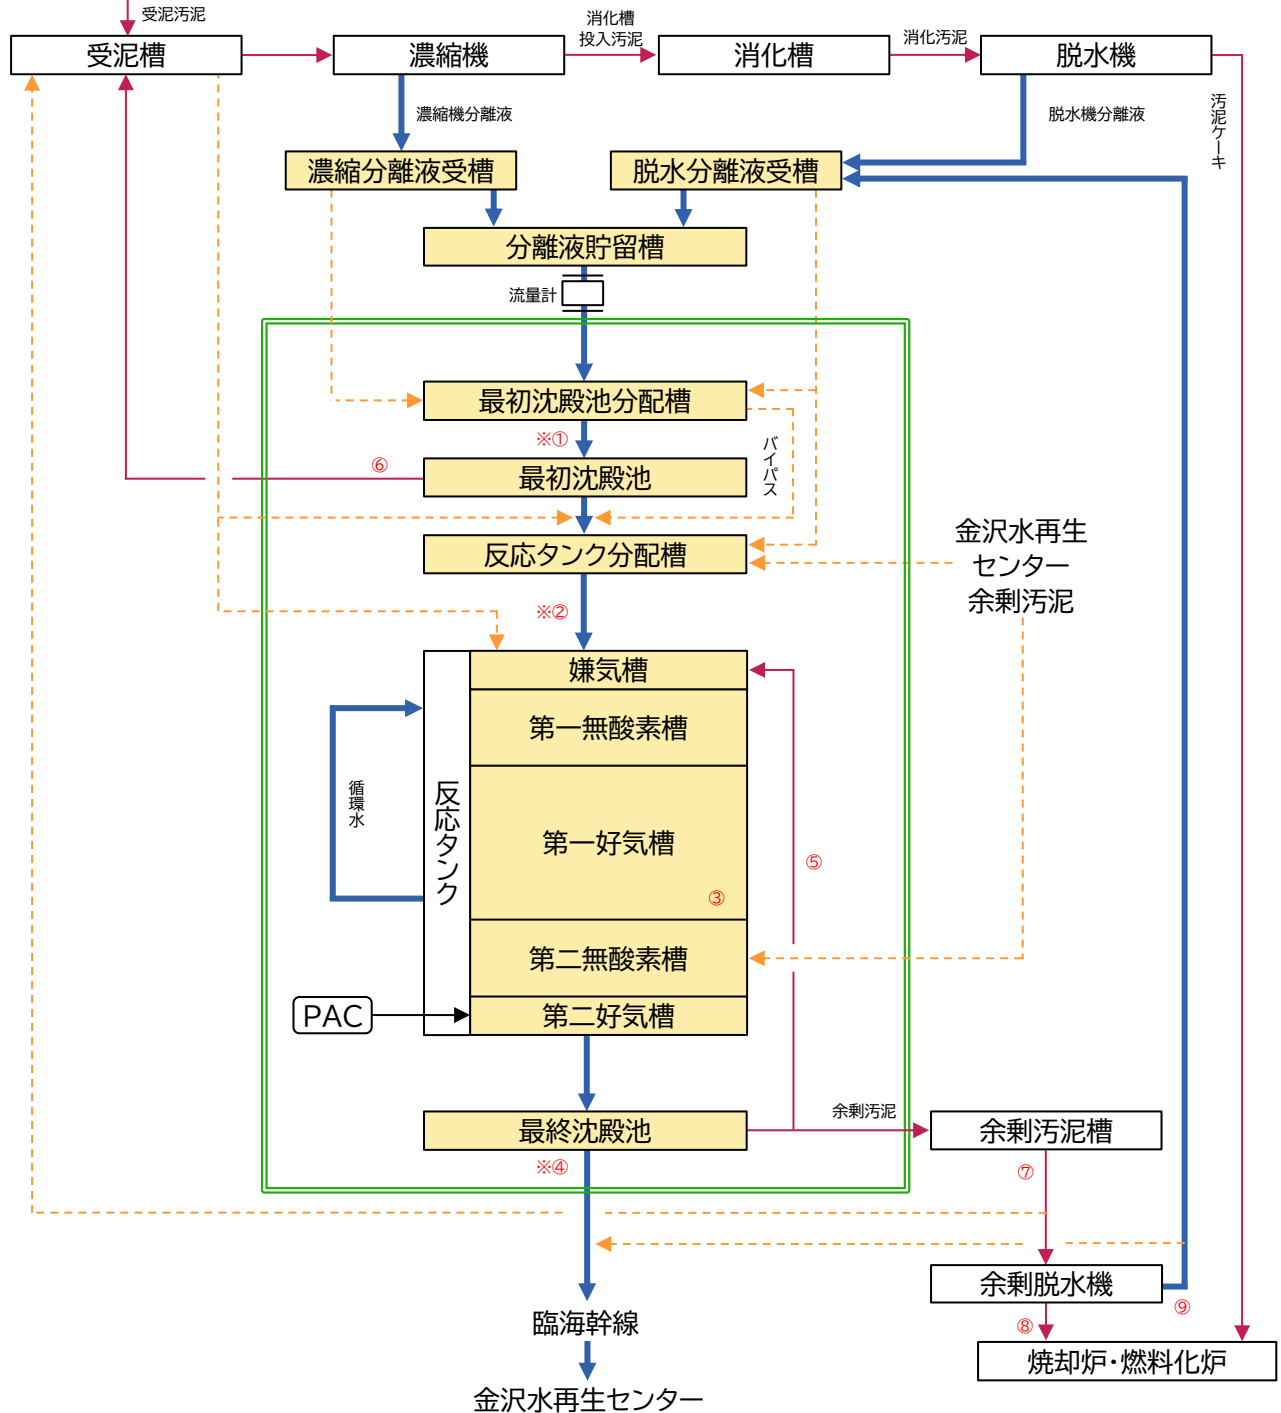 受泥汚泥
受泥槽
濃縮機
消化槽
投入汚泥
消化槽
消化汚泥
脱水機
濃縮機分離液
脱水機分離液
汚泥ケーキ
濃縮分離液受槽
脱水分離液受槽
分離液貯留槽
流量計
最初沈殿池分配槽
※①
バイパス
⑥
最初沈殿池
反応タンク分配槽
金沢水再生
センター
余剰汚泥
※②
嫌気槽
第一無酸素槽
循環水
反応タンク
第一好気槽
③
⑤
第二無酸素槽
PAC
第二好気槽
最終沈殿池
余剰汚泥
余剰汚泥槽
※④
⑦
余剰脱水機
⑨
⑧
臨海幹線
焼却炉・燃料化炉
金沢水再生センター